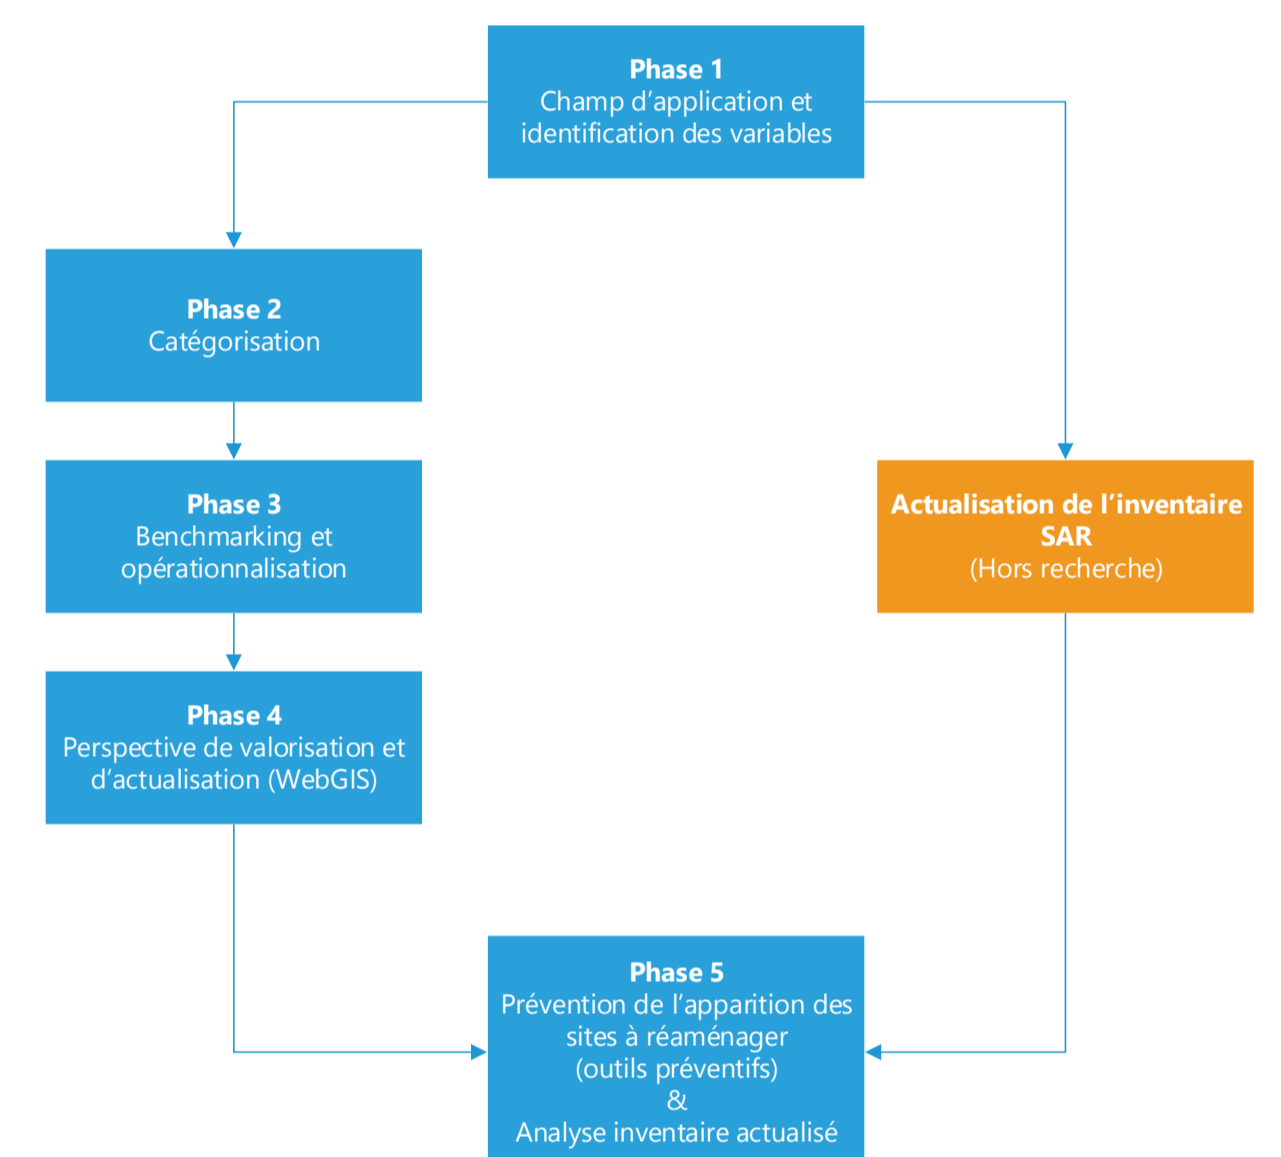 Phase 1
Champ d’application et
identification des variables
Phase 2
Catégorisation
Phase 3
Benchmarking et
opérationnalisation
Actualisation de l’inventaire
SAR
(Hors recherche)
Phase 4
Perspective de valorisation et
d’actualisation (WebGIS)
Phase 5
Prévention de l’apparition des
sites à réaménager
(outils préventifs)
&
Analyse inventaire actualisé